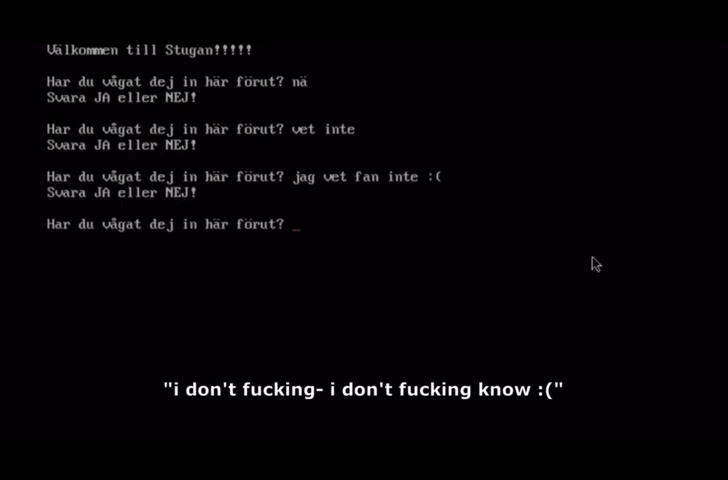 Välkommen till Stugan!!!!!
Har du vågat dej in här förut? nä
Svara JA eller NEJ!
Har du vågat dej in här förut? vet inte
Svara JA eller NEJ!
Har du vågat dej in här förut? jag vet fan inte :(
Svara JA eller NEJ!
Har du vågat dej in här förut? _
"i don't fucking- i don't fucking know :("